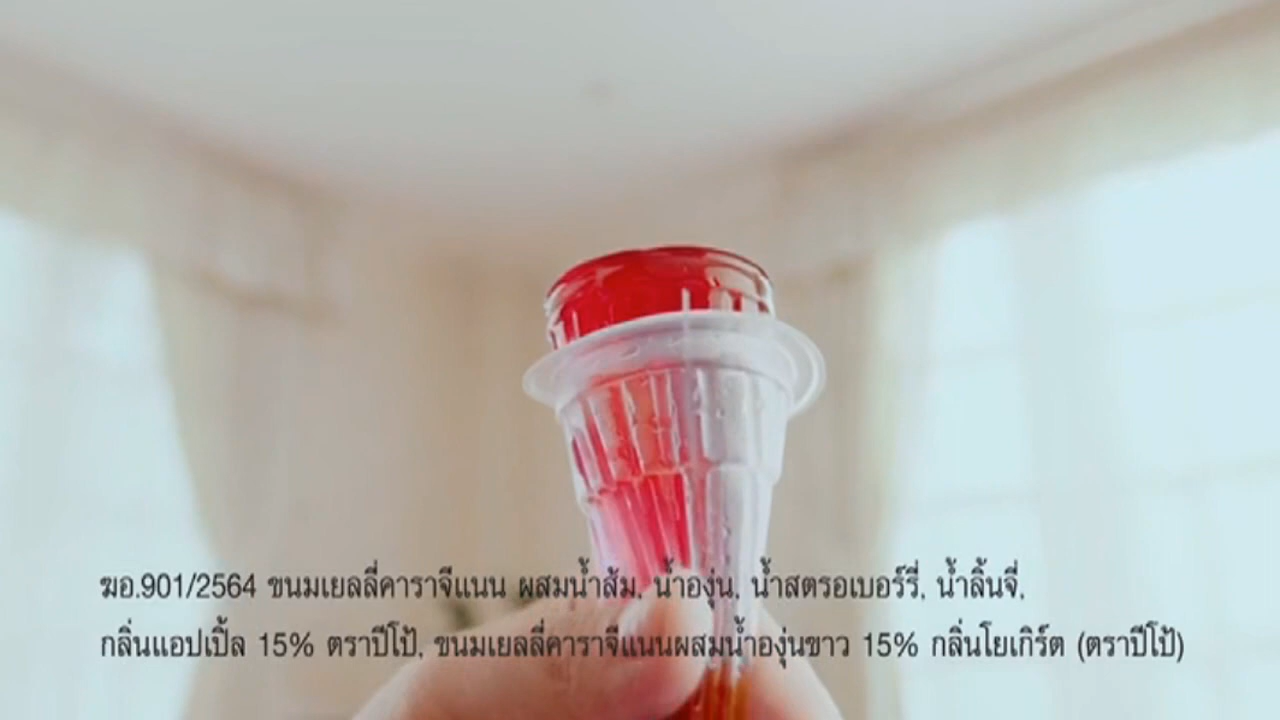 ฆอ.901/2564 ขนมเยลลี่คาราจีแนน ผสมน้ำส้ม, น้ำองุ่น, น้ำสตรอเบอร์รี่, น้ำลิ้นจี่,
กลิ่นแอปเปิ้ล 15% ตราปีโป้, ขนมเยลลี่คาราจีแนนผสมน้ำองุ่นขาว 15% กลิ่นโยเกิร์ต (ตราปีโป้)